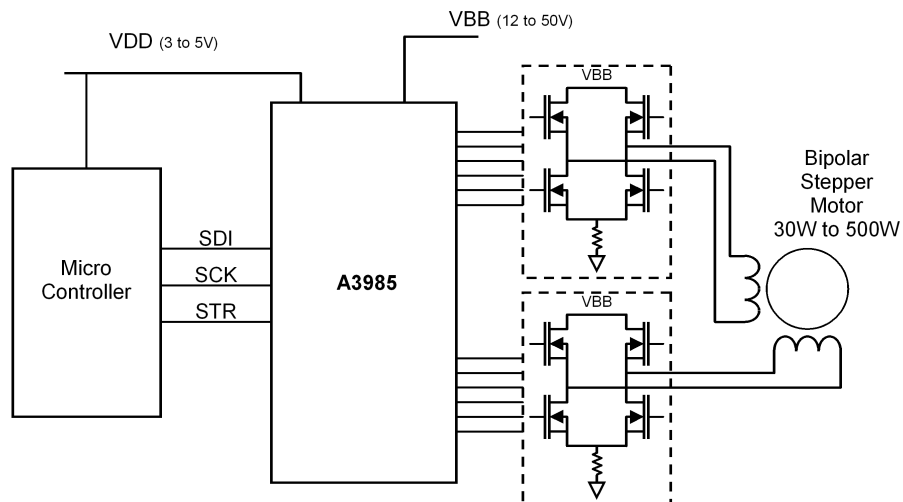 VBB (12 to 50V)
VDD (3 to 5V)
VBB
Bipolar
Stepper
Motor
30W to 500W
SDI
Micro
Controller
SCK
A3985
STR
VBB